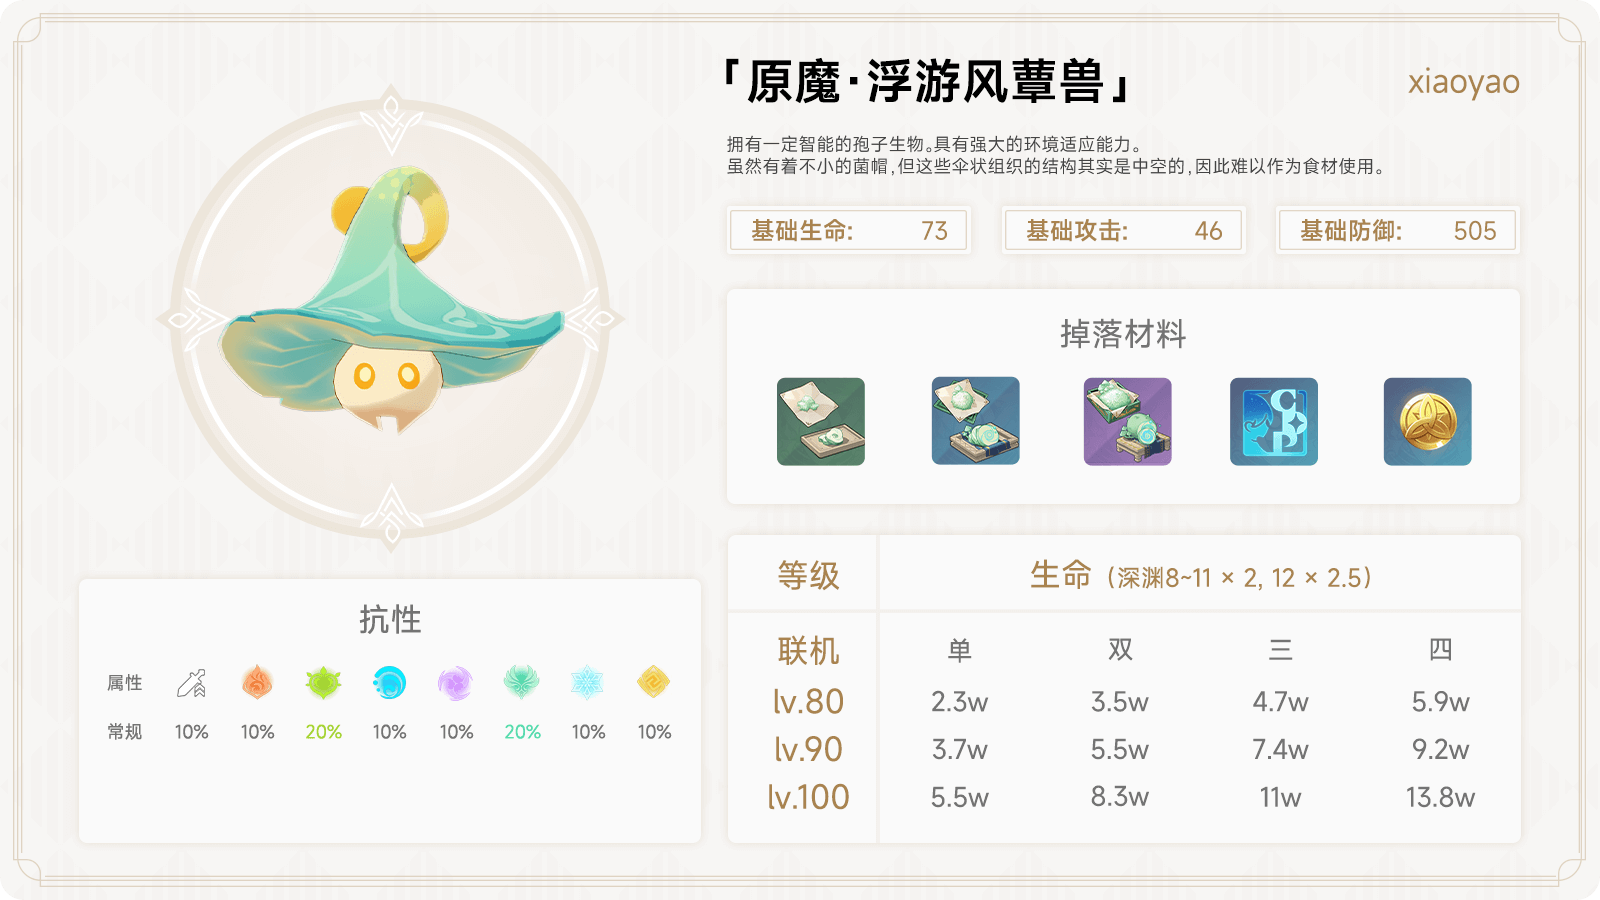 「原魔·浮游风蕈兽」
xiaoyao
拥有一定智能的孢子生物。具有强大的环境适应能力。
虽然有着不小的菌帽,但这些伞状组织的结构其实是中空的,因此难以作为食材使用。
基础生命: 73
基础攻击: 46
基础防御: 505
掉落材料
抗性
属性
常规 10% 10% 20% 10% 10% 20% 10% 10%
等级 生命 (深渊8~11 × 2, 12 × 2.5)
联机 单 双 三 四
lv.80 2.3w 3.5w 4.7w 5.9w
lv.90 3.7w 5.5w 7.4w 9.2w
lv.100 5.5w 8.3w 11w 13.8w